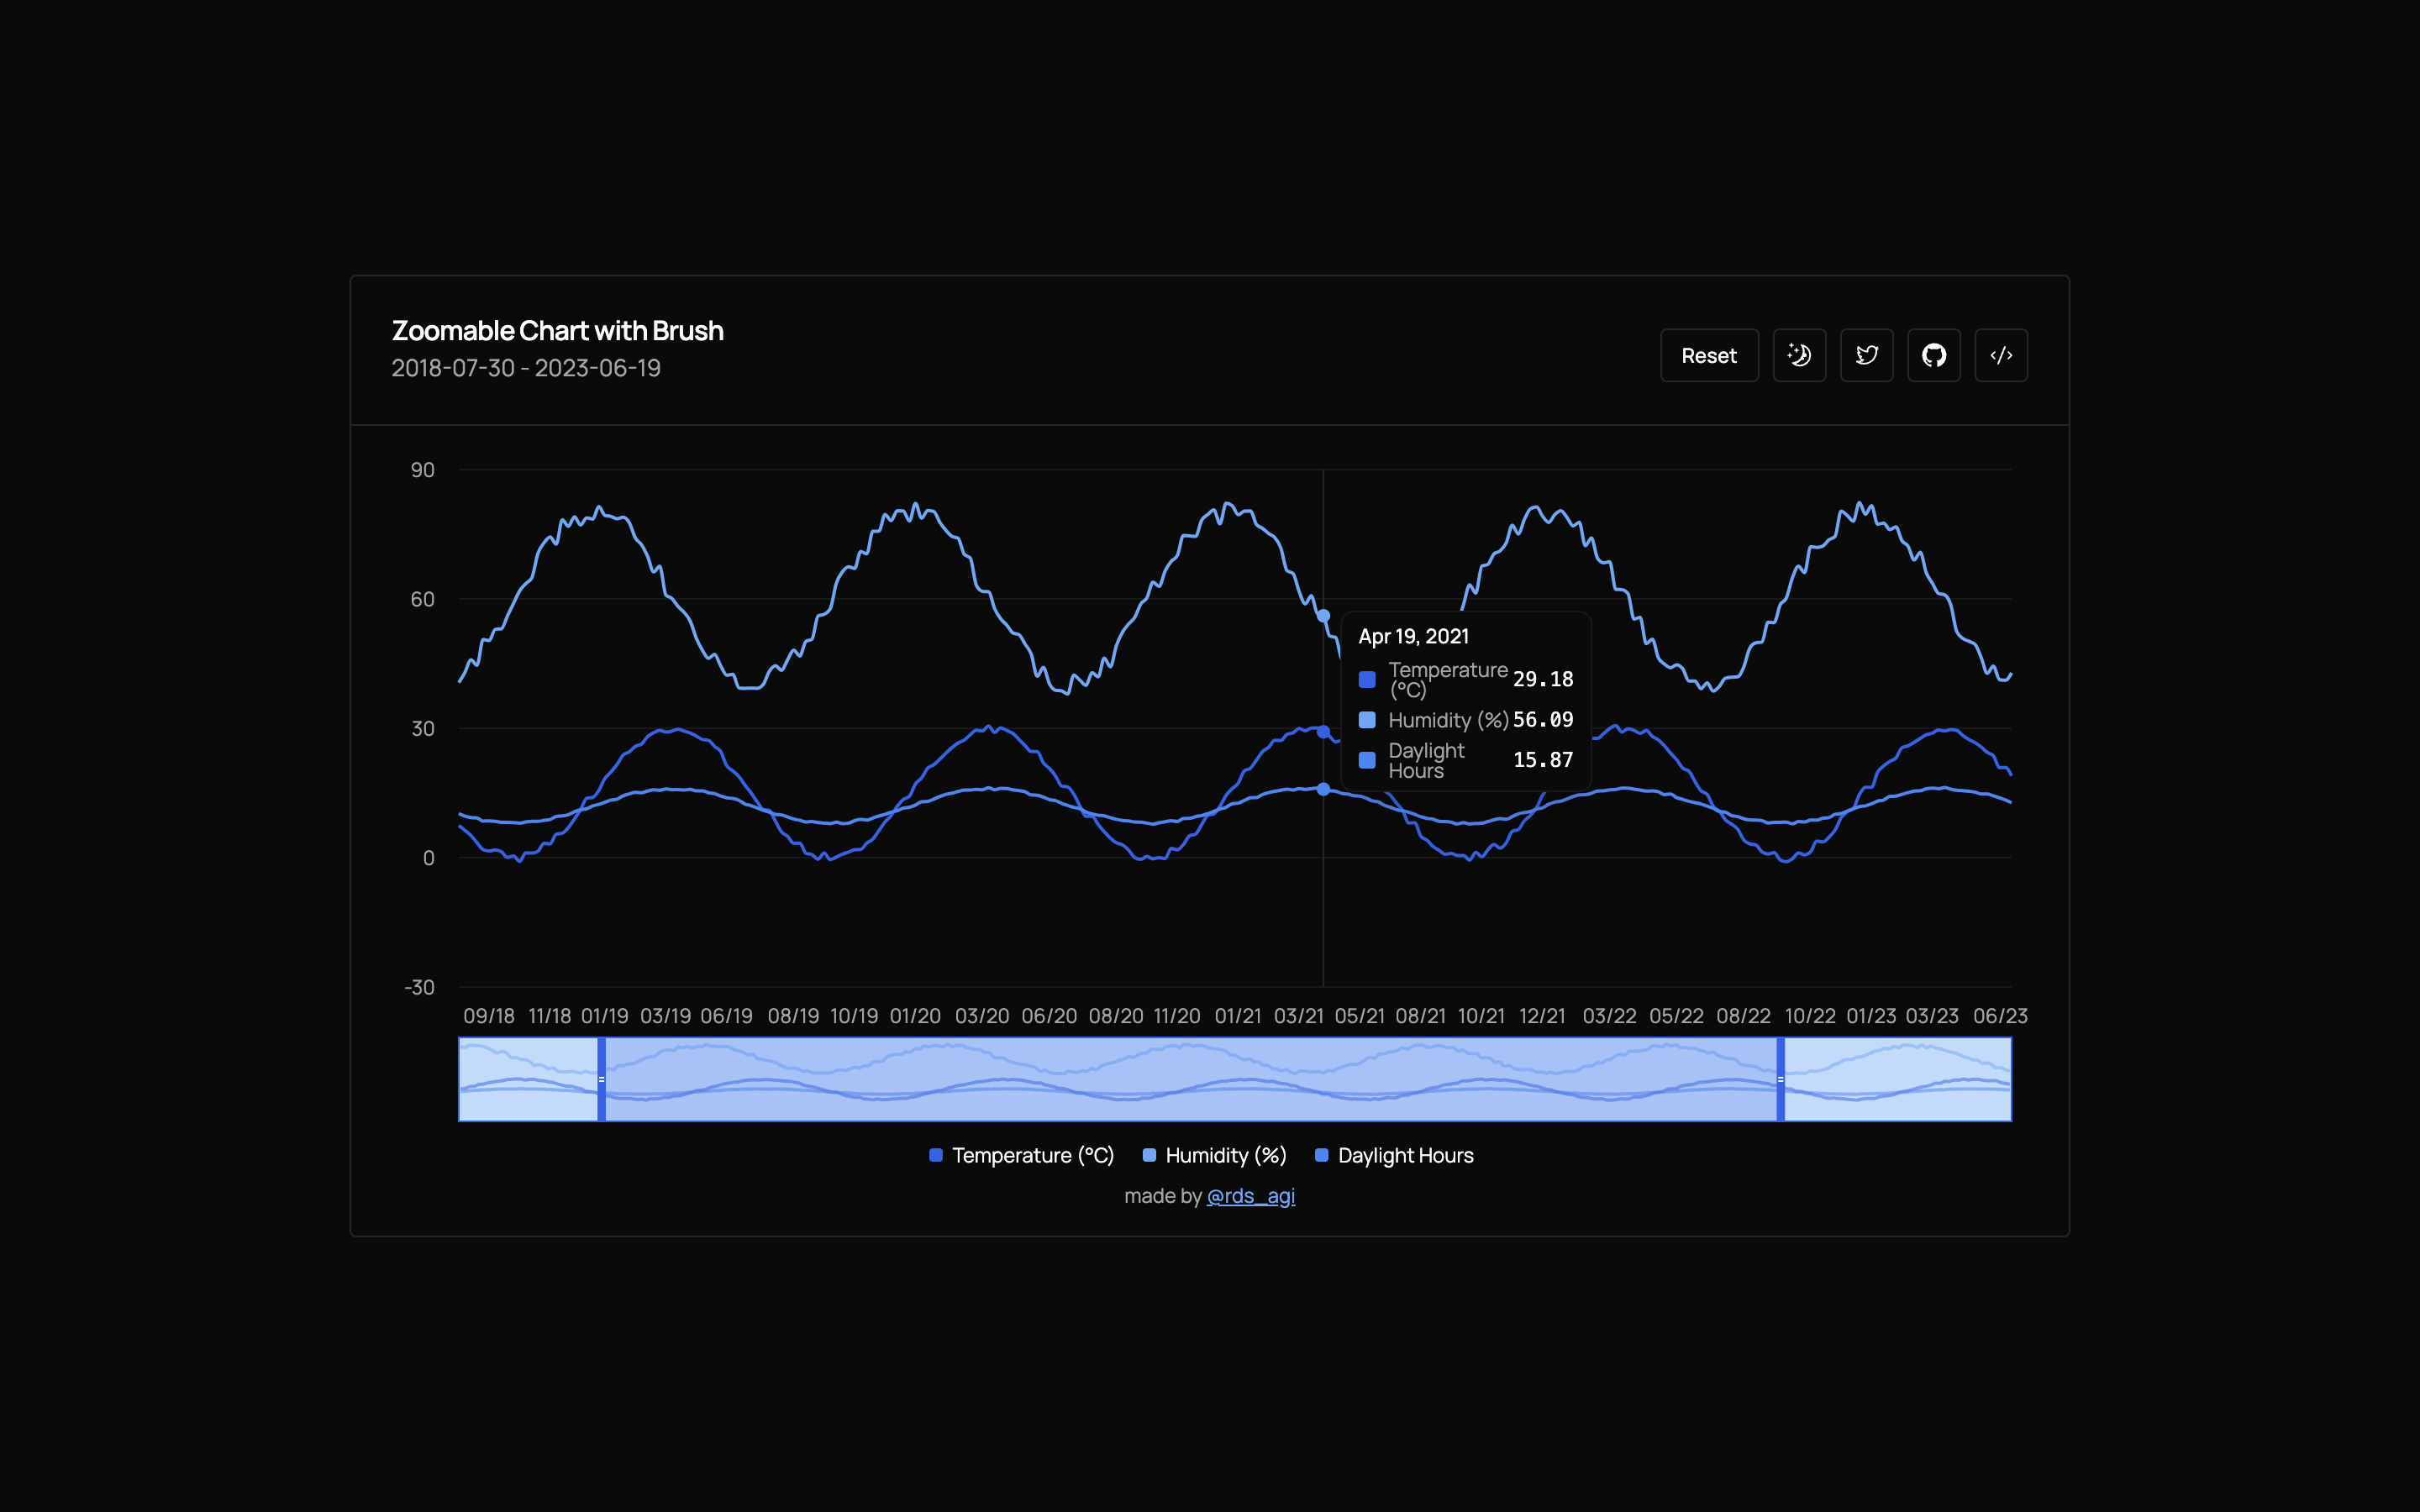 Zoomable Chart with Brush
2018-07-30 - 2023-06-19
Reset
90
60
30
0
-30
Apr 19, 2021
Temperature
(°C)
29.18
Humidity (%) 56.09
Daylight
Hours
15.87
09/18 11/18 01/19 03/19 06/19 08/19 10/19 01/20 03/20 06/20 08/20 11/20 01/21 03/21 05/21 08/21 10/21 12/21 03/22 05/22 08/22 10/22 01/23 03/23 06/23
Temperature (°C) Humidity (%) Daylight Hours
made by @rds_agi